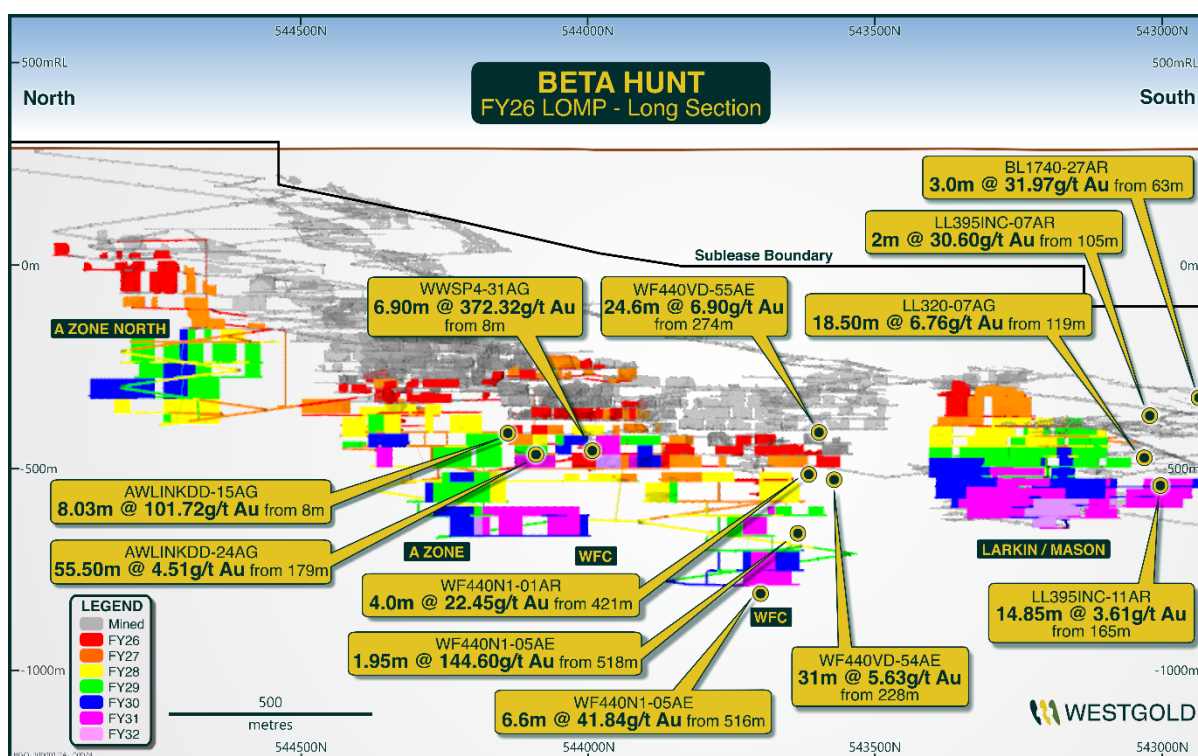 544500N
544000N
543500N
543000N
500mRL
500mRL
North
South
BETA HUNT
FY26 LOMP - Long Section
BL1740-27AR
3.0m @ 31.97g/t Au from 63m
LL395INC-07AR
2m @ 30.60g/t Au from 105m
Sublease Boundary
0m
0m
WWSP4-31AG
6.90m @ 372.32g/t Au
from 8m
WF440VD-55AE
24.6m @ 6.90g/t Au
from 274m
LL320-07AG
18.50m @ 6.76g/t Au from 119m
A ZONE NORTH
-500m
500m
AWLINKDD-15AG
8.03m @ 101.72g/t Au from 8m
AWLINKDD-24AG
55.50m @ 4.51g/t Au from 179m
A ZONE
WFC
LARKIN / MASON
WF440N1-01AR
4.0m @ 22.45g/t Au from 421m
LL395INC-11AR
14.85m @ 3.61g/t Au
from 165m
WFC
WF440N1-05AE
1.95m @ 144.60g/t Au from 518m
WF440VD-54AE
31m @ 5.63g/t Au
from 228m
WF440N1-05AE
6.6m @ 41.84g/t Au from 516m
LEGEND
Mined
FY26
FY27
FY28
FY29
FY30
FY31
FY32
-1000m
-1000m
500
metres
WESTGOLD
544500N
544000N
543500N
543000N